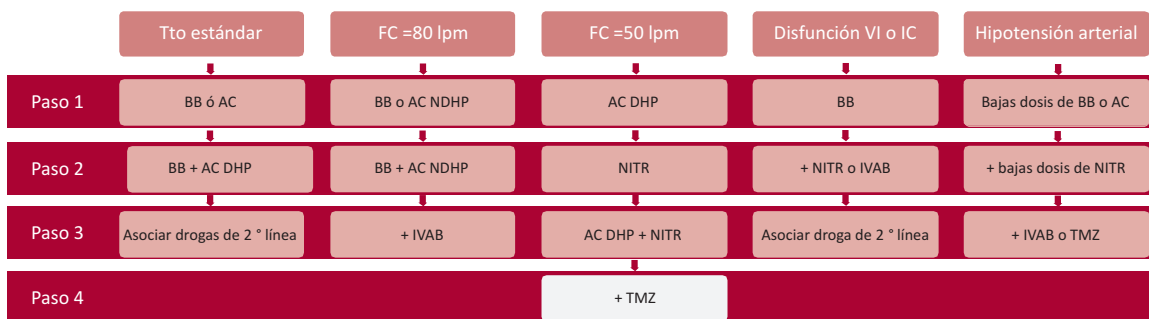 Tto estándar
FC =80 lpm
FC =50 lpm
Disfunción VI o IC
Hipotensión arterial
Paso 1
BB ó AC
BB o AC NDHP
AC DHP
BB
Bajas dosis de BB o AC
Paso 2
BB + AC DHP
BB + AC NDHP
NITR
+ NITR o IVAB
+ bajas dosis de NITR
Paso 3
Asociar drogas de 2 ° línea
+ IVAB
AC DHP + NITR
Asociar droga de 2 ° línea
+ IVAB o TMZ
Paso 4
+ TMZ